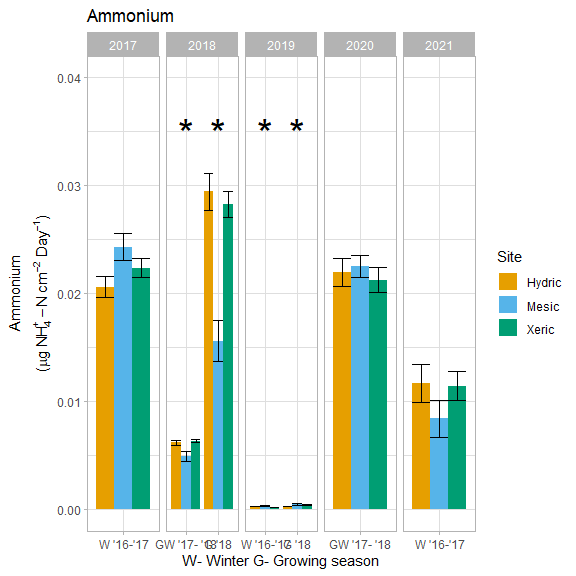 Ammonium
2017 2018 2019 2020 2021
* * * *
0.04
0.03
0.02
0.01
0.00
Ammonium
(μg NH₄⁺ – N cm⁻² Day⁻¹)
Site
Hydric
Mesic
Xeric
W '16-'17 GW '17- '18 W '16-'17 GW '17- '18 W '16-'17
W- Winter G- Growing season